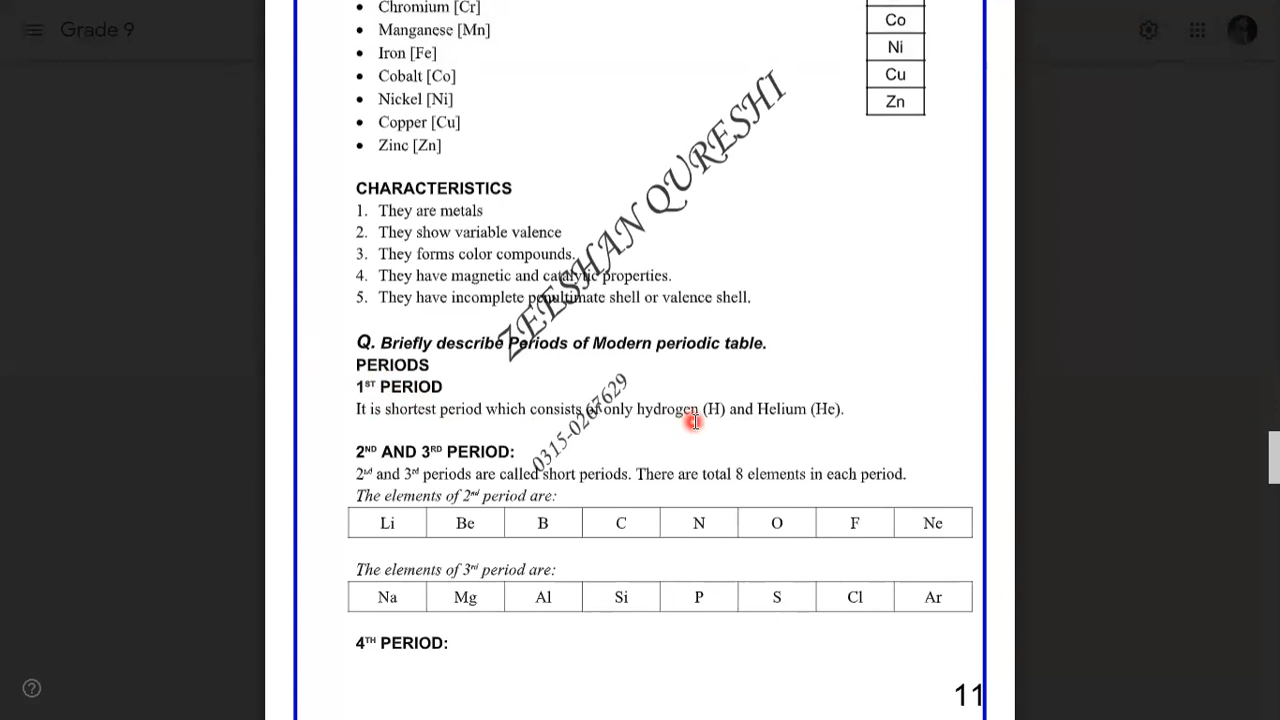 Grade 9
• Chromium [Cr]
• Manganese [Mn]
• Iron [Fe]
• Cobalt [Co]
• Nickel [Ni]
• Copper [Cu]
• Zinc [Zn]
Co
Ni
Cu
Zn
CHARACTERISTICS
1. They are metals
2. They show variable valence
3. They forms color compounds.
4. They have magnetic and catalytic properties.
5. They have incomplete penultimate shell or valence shell.
ZEESHAN QURESHI
Q. Briefly describe Periods of Modern periodic table.
PERIODS
1ST PERIOD
It is shortest period which consists of only hydrogen (H) and Helium (He).
0315-0267629
2ND AND 3RD PERIOD:
2nd and 3rd periods are called short periods. There are total 8 elements in each period.
The elements of 2nd period are:
Li Be B C N O F Ne
The elements of 3rd period are:
Na Mg Al Si P S Cl Ar
4TH PERIOD:
11